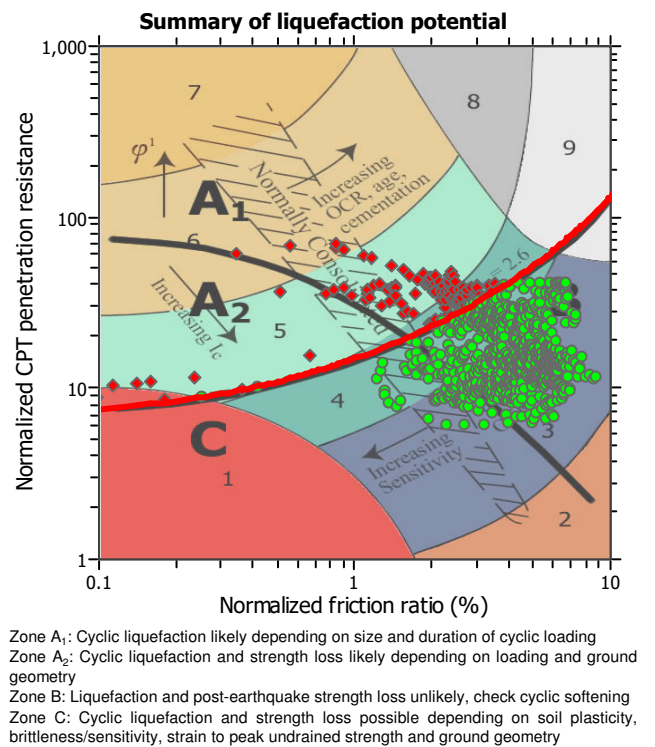 Summary of liquefaction potential
1,000
7
8
9
φ¹
Increasing
OCR, age,
cementation
Normally Consolidated
A₁
100
6
= 2.6
A₂
Increasing Ic
5
10
4
3
C
1
Increasing
Sensitivity
2
1
0.1
1
10
Normalized CPT penetration resistance
Normalized friction ratio (%)
Zone A₁: Cyclic liquefaction likely depending on size and duration of cyclic loading
Zone A₂: Cyclic liquefaction and strength loss likely depending on loading and ground
geometry
Zone B: Liquefaction and post-earthquake strength loss unlikely, check cyclic softening
Zone C: Cyclic liquefaction and strength loss possible depending on soil plasticity,
brittleness/sensitivity, strain to peak undrained strength and ground geometry